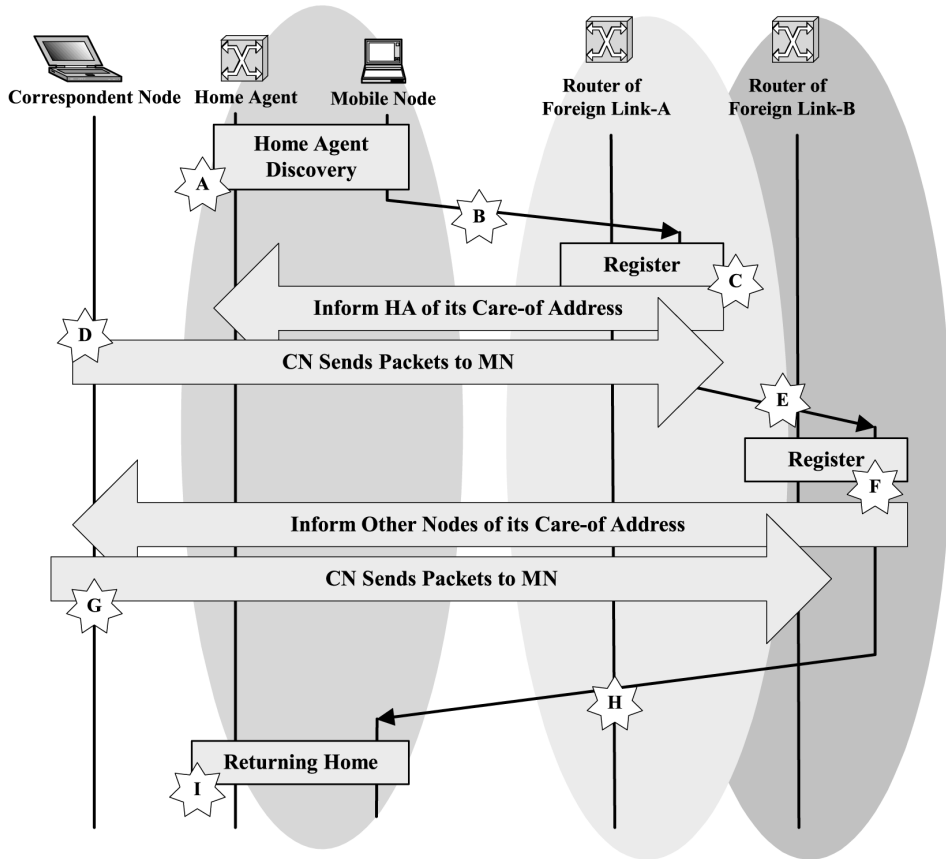 Correspondent Node
Home Agent
Mobile Node
Router of
Foreign Link-A
Router of
Foreign Link-B
Home Agent
Discovery
A
B
Register
C
Inform HA of its Care-of Address
D
CN Sends Packets to MN
E
Register
F
Inform Other Nodes of its Care-of Address
CN Sends Packets to MN
G
H
Returning Home
I